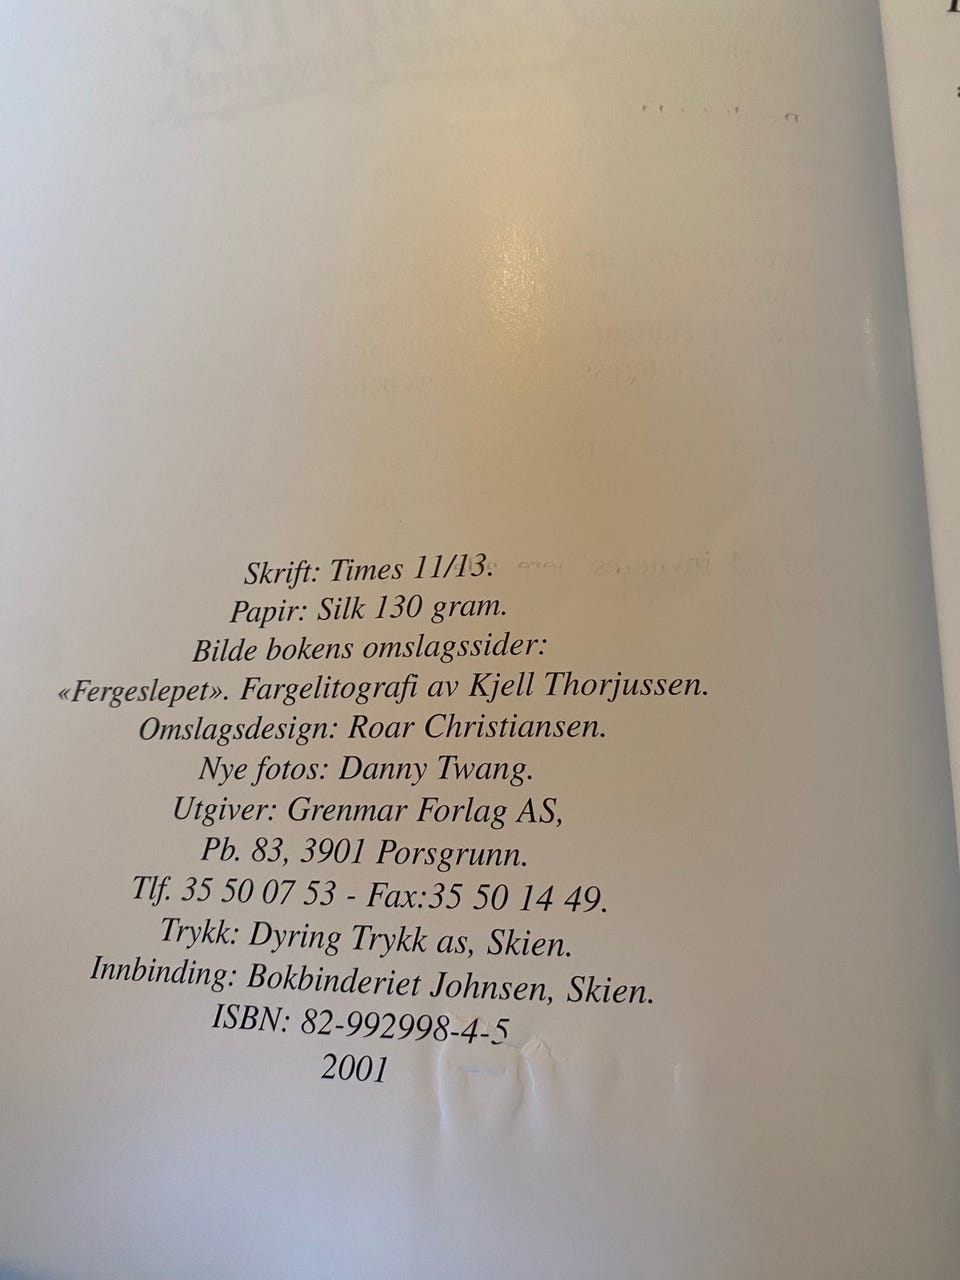 Skrift: Times 11/13.
Papir: Silk 130 gram.
Bilde bokens omslagssider:
«Fergeslepet». Fargelitografi av Kjell Thorjussen.
Omslagsdesign: Roar Christiansen.
Nye fotos: Danny Twang.
Utgiver: Grenmar Forlag AS,
Pb. 83, 3901 Porsgrunn.
Tlf. 35 50 07 53 - Fax:35 50 14 49.
Trykk: Dyring Trykk as, Skien.
Innbinding: Bokbinderiet Johnsen, Skien.
ISBN: 82-992998-4-5
2001